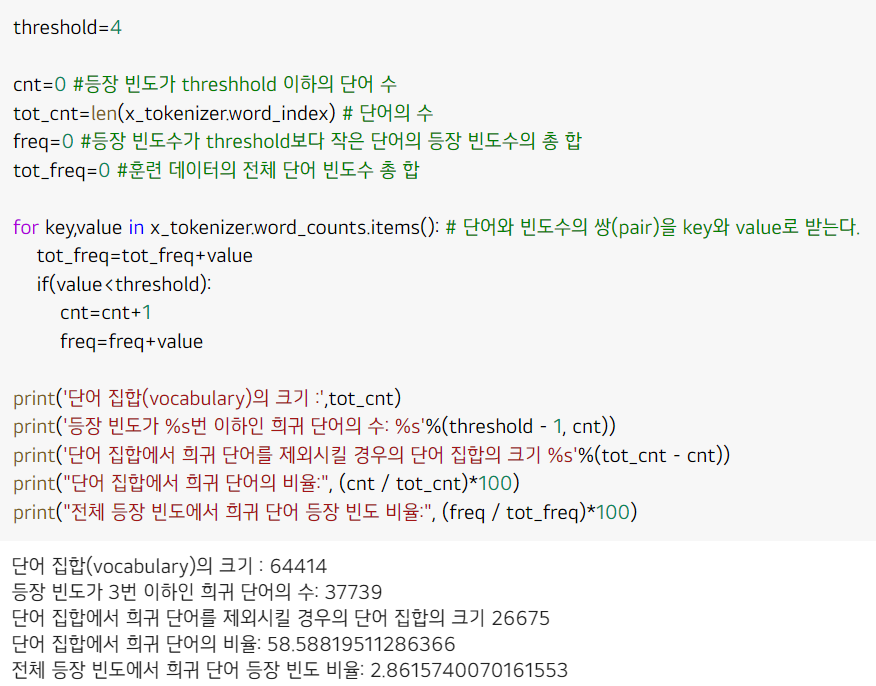 threshold=4
cnt=0 #등장 빈도가 threshhold 이하의 단어 수
tot_cnt=len(x_tokenizer.word_index) # 단어의 수
freq=0 #등장 빈도수가 threshold보다 작은 단어의 등장 빈도수의 총 합
tot_freq=0 #훈련 데이터의 전체 단어 빈도수 총 합
for key,value in x_tokenizer.word_counts.items(): # 단어와 빈도수의 쌍(pair)을 key와 value로 받는다.
tot_freq=tot_freq+value
if(value<threshold):
cnt=cnt+1
freq=freq+value
print('단어 집합(vocabulary)의 크기 :',tot_cnt)
print('등장 빈도가 %s번 이하인 희귀 단어의 수: %s'%(threshold - 1, cnt))
print('단어 집합에서 희귀 단어를 제외시킬 경우의 단어 집합의 크기 %s'%(tot_cnt - cnt))
print("단어 집합에서 희귀 단어의 비율:", (cnt / tot_cnt)*100)
print("전체 등장 빈도에서 희귀 단어 등장 빈도 비율:", (freq / tot_freq)*100)
단어 집합(vocabulary)의 크기 : 64414
등장 빈도가 3번 이하인 희귀 단어의 수: 37739
단어 집합에서 희귀 단어를 제외시킬 경우의 단어 집합의 크기 26675
단어 집합에서 희귀 단어의 비율: 58.58819511286366
전체 등장 빈도에서 희귀 단어 등장 빈도 비율: 2.8615740070161553